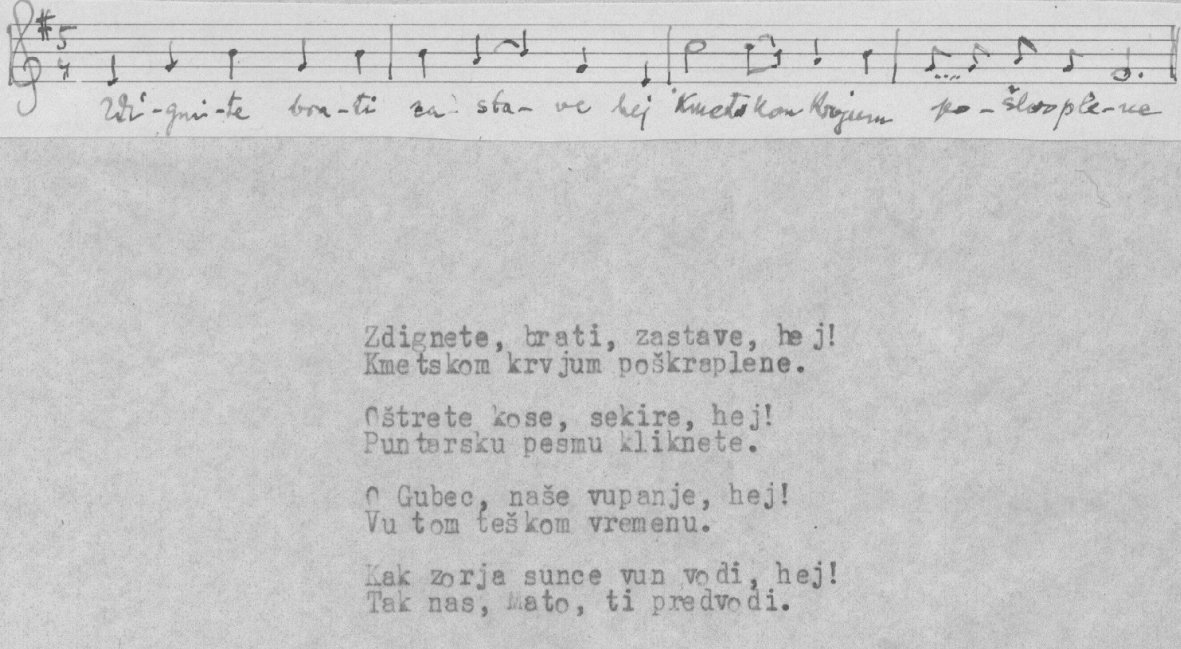 5
4
Zdi-gni-te bra-ti za sta-ve hej Kmetskom krvjum po-škrople-ne
Zdignete, brati, zastave, hej!
Kmetskom krvjum poškraplene.
Oštrete kose, sekire, hej!
Puntarsku pesmu kliknete.
O Gubec, naše vupanje, hej!
Vu tom teškom vremenu.
Kak zorja sunce vun vodi, hej!
Tak nas, Mato, ti predvodi.